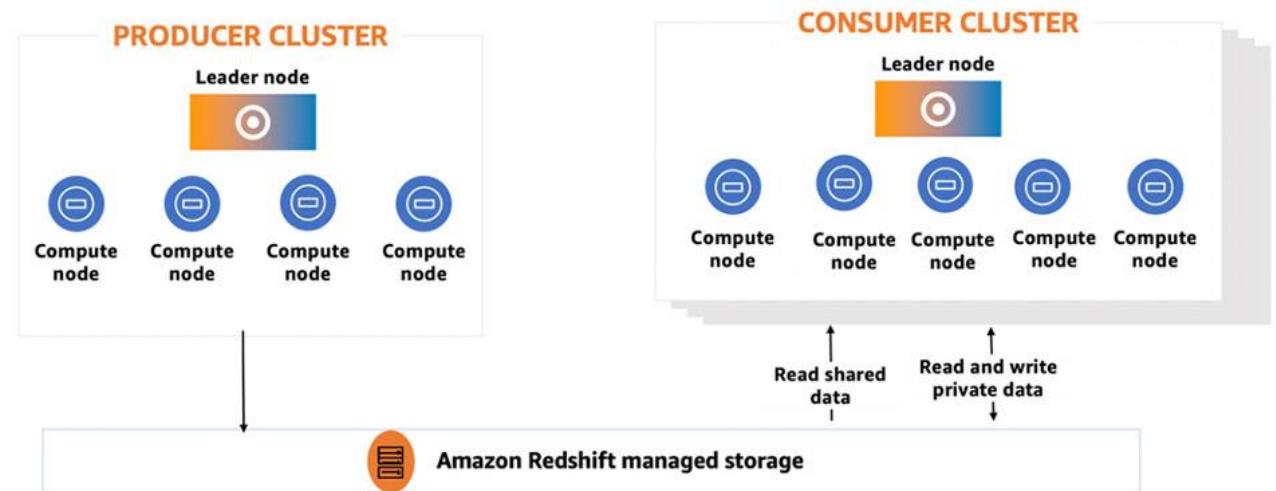 PRODUCER CLUSTER
Leader node
Compute
node
Compute
node
Compute
node
Compute
node
CONSUMER CLUSTER
Leader node
Compute
node
Compute
node
Compute
node
Compute
node
Compute
node
Read shared
data
Read and write
private data
Amazon Redshift managed storage